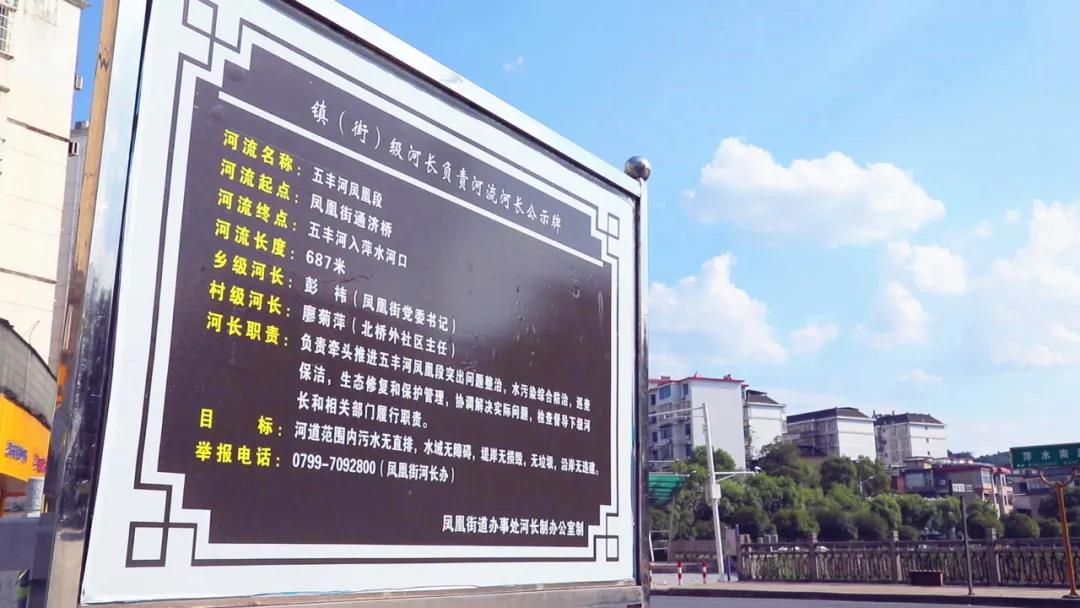 镇（街）级河长负责河流河长公示牌
河流名称：五丰河凤凰段
河流起点：凤凰街通济桥
河流终点：五丰河入萍水河口
河流长度：687米
乡级河长：彭 祎（凤凰街党委书记）
村级河长：廖菊萍（北桥外社区主任）
河长职责：负责牵头推进五丰河凤凰段突出问题整治，水污染综合防治，巡查
保洁，生态修复和保护管理，协调解决实际问题，检查督导下级河
长和相关部门履行职责。
目 标：河道范围内污水无直排，水域无障碍，堤岸无损毁，无垃圾，沿岸无违建。
举报电话：0799-7092800（凤凰街河长办）
凤凰街道办事处河长制办公室制
萍水南